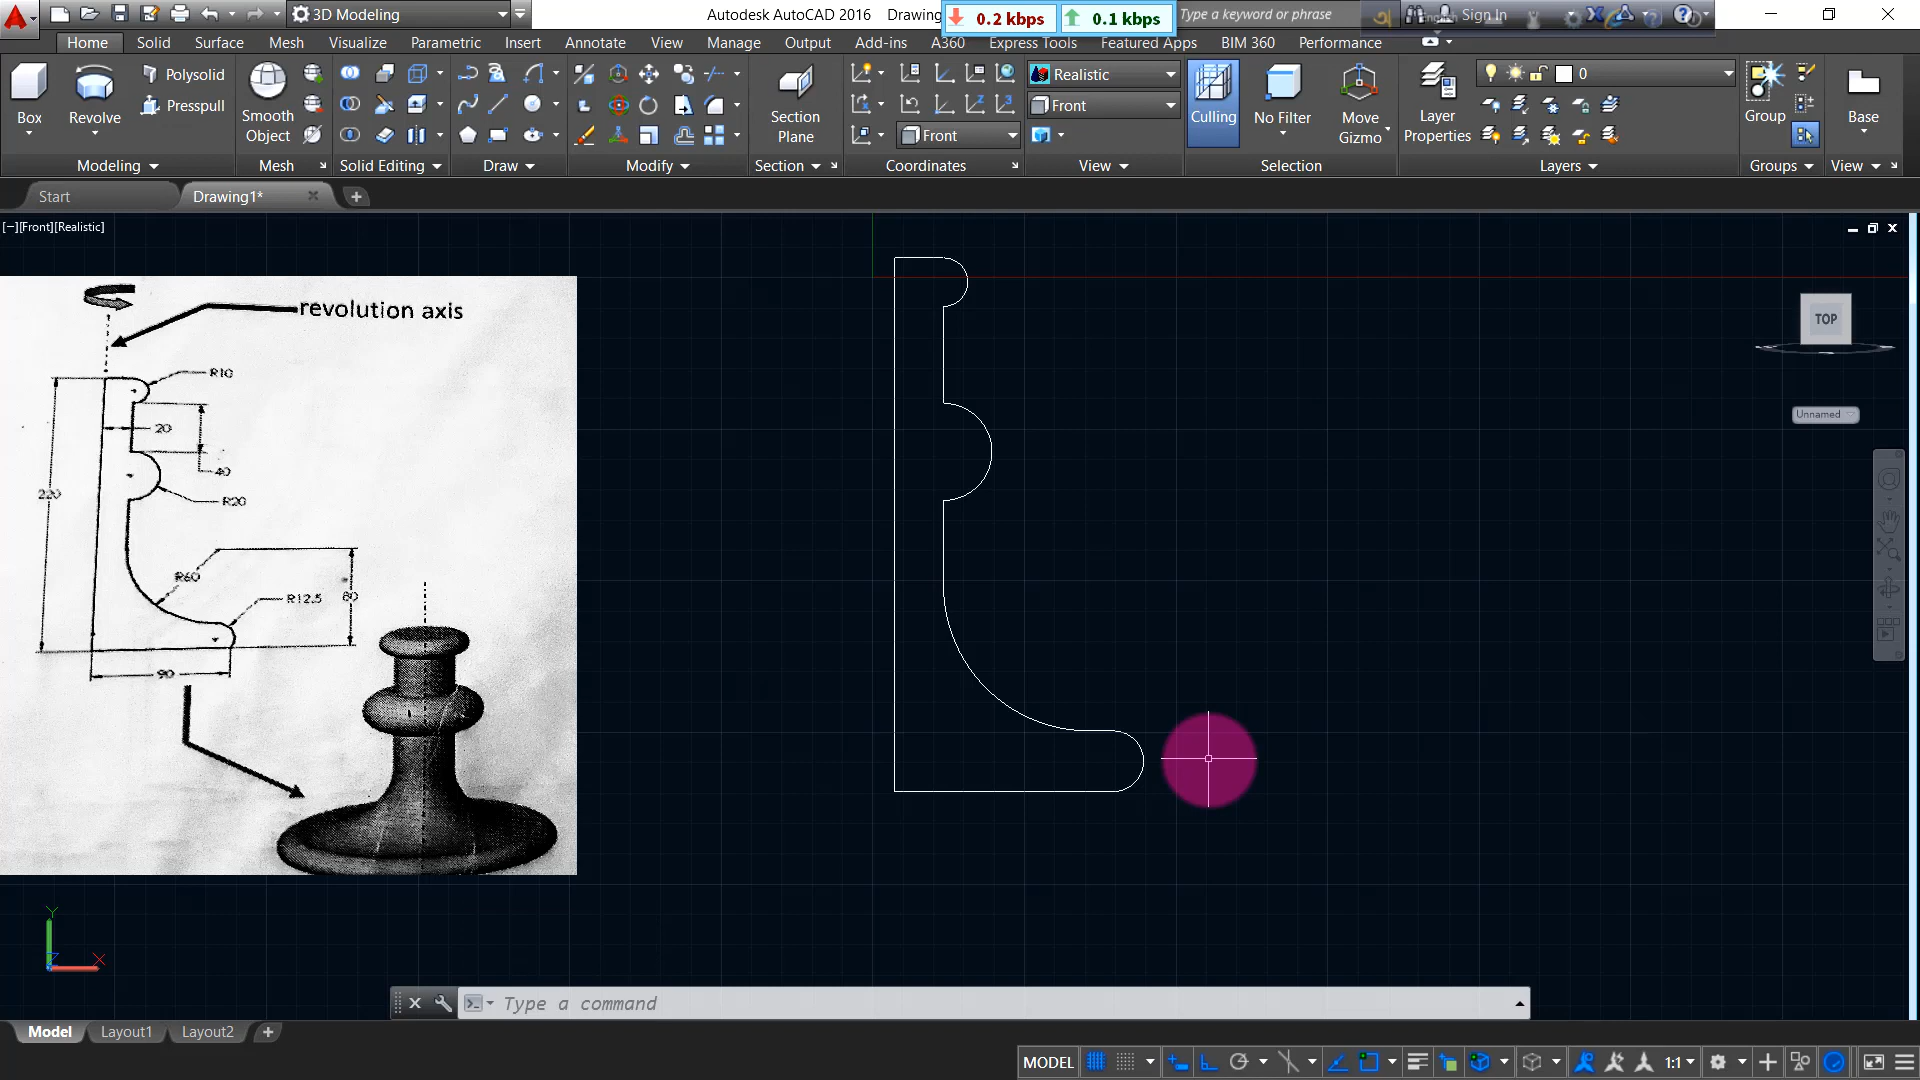 3D Modeling
Autodesk AutoCAD 2016 Drawing
0.2 kbps
0.1 kbps
Type a keyword or phrase
Sign In
Home
Solid
Surface
Mesh
Visualize
Parametric
Insert
Annotate
View
Manage
Output
Add-ins
A360
Express Tools
Featured Apps
BIM 360
Performance
Box
Revolve
Polysolid
Presspull
Smooth
Object
Section
Plane
Realistic
Front
Front
Culling
No Filter
Move
Gizmo
Layer
Properties
0
Group
Base
Modeling
Mesh
Solid Editing
Draw
Modify
Section
Coordinates
View
Selection
Layers
Groups
View
Start
Drawing1*
[−][Front][Realistic]
revolution axis
R10
20
40
220
R20
R60
R12.5
80
90
TOP
Unnamed
Y
X
Type a command
Model
Layout1
Layout2
MODEL
1:1